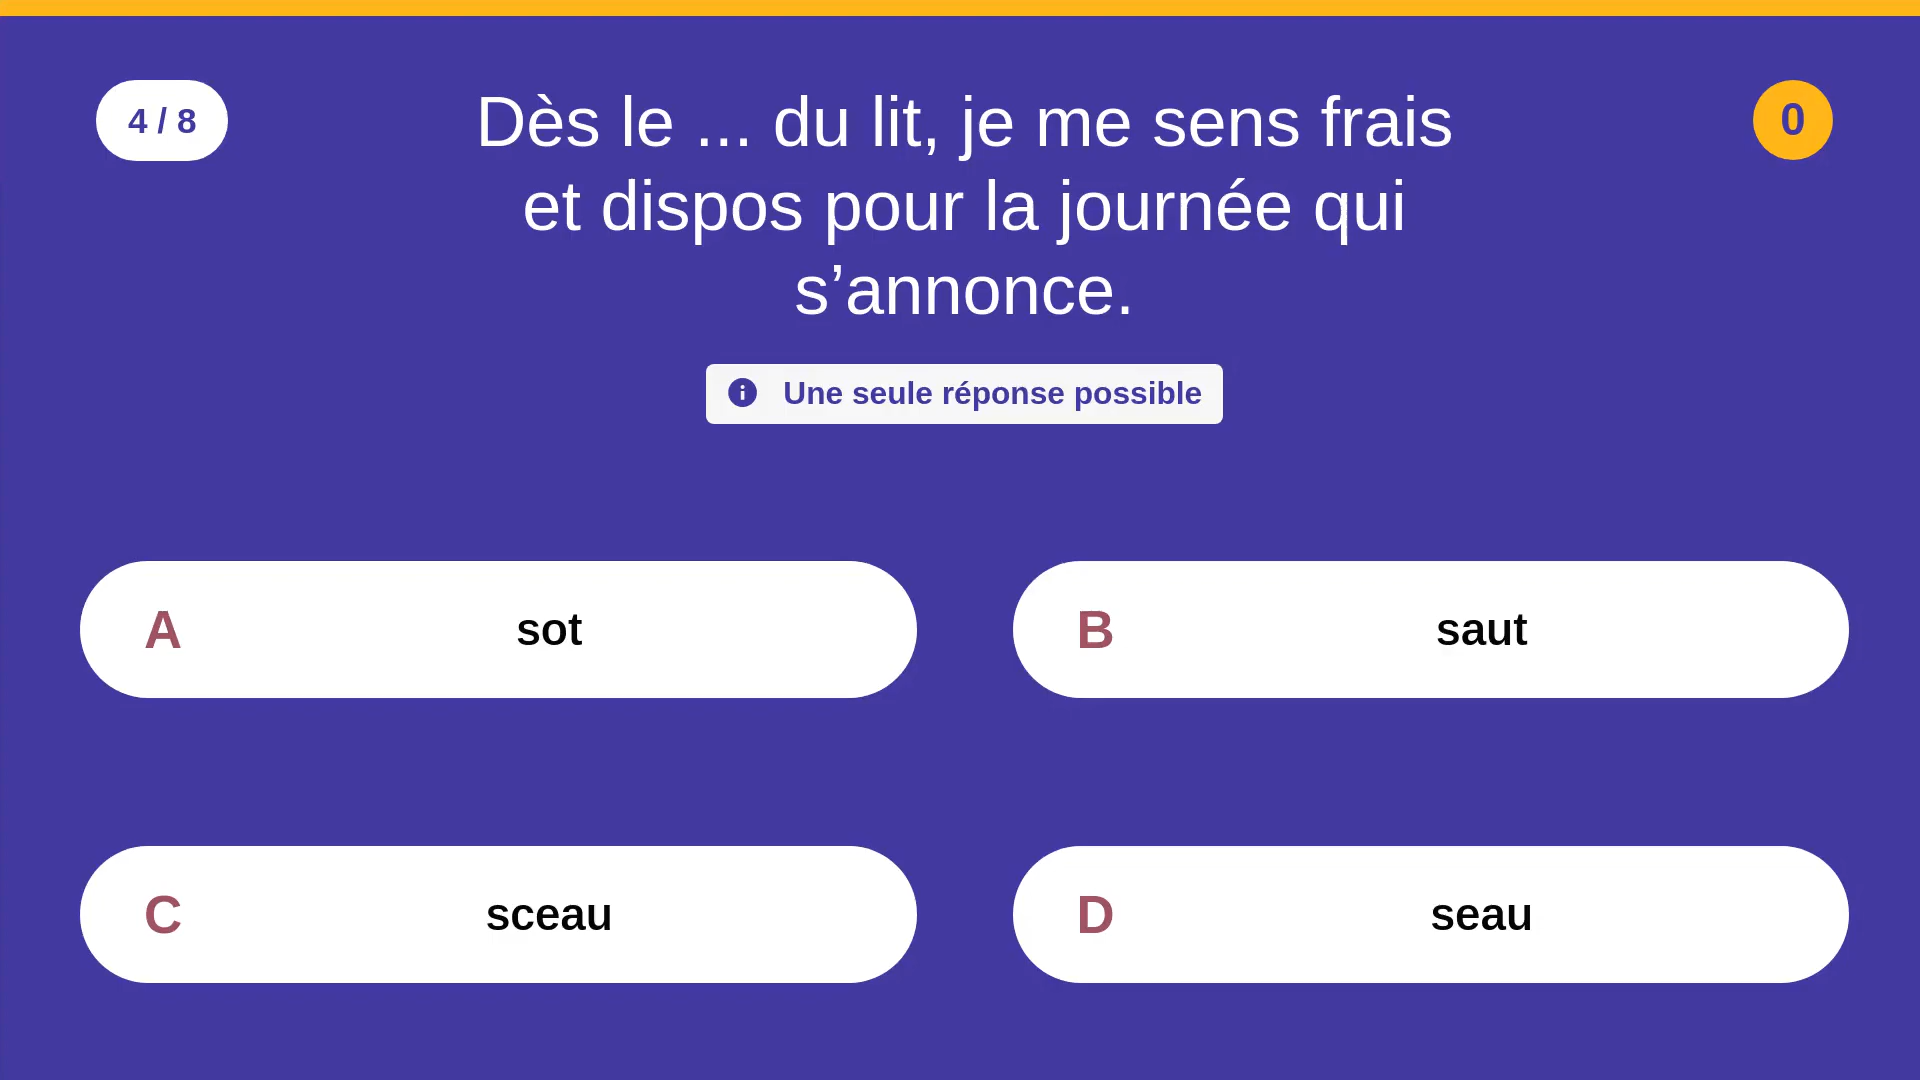 4 / 8
Dès le ... du lit, je me sens frais
et dispos pour la journée qui
s’annonce.
0
Une seule réponse possible
A sot
B saut
C sceau
D seau